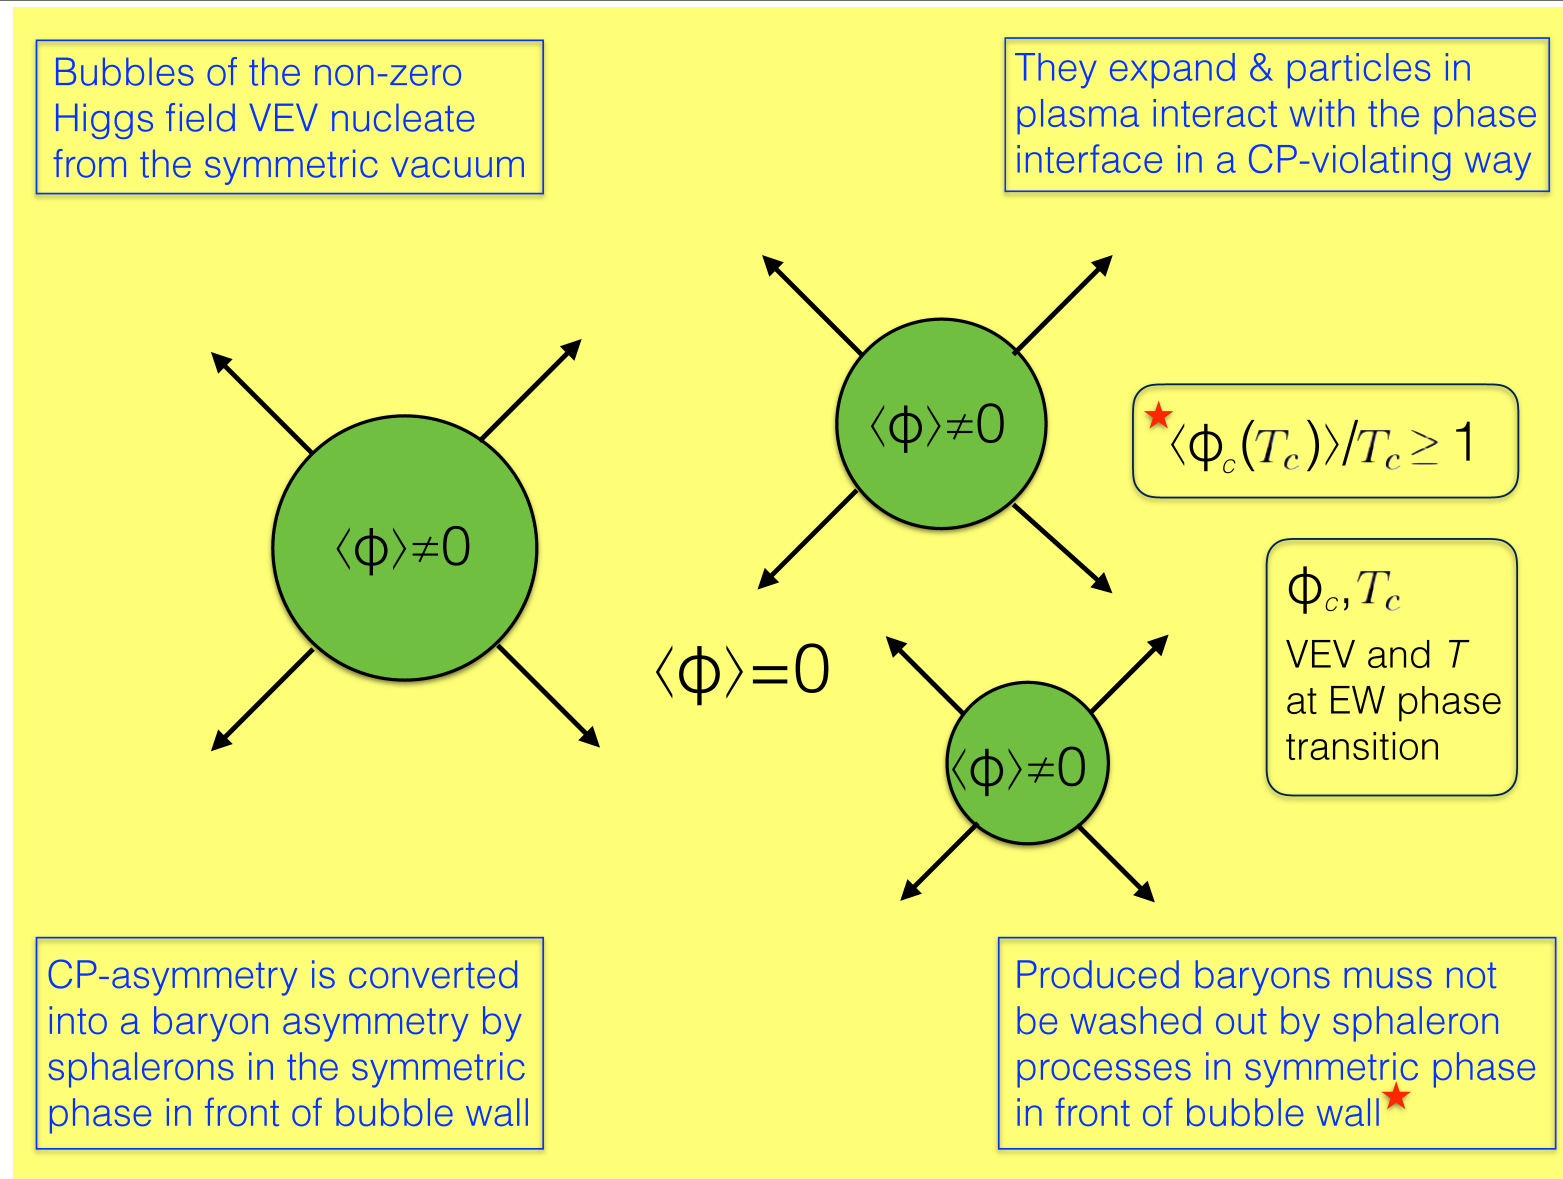 Bubbles of the non-zero
Higgs field VEV nucleate
from the symmetric vacuum
They expand & particles in
plasma interact with the phase
interface in a CP-violating way
⟨ϕ⟩≠0
⟨ϕ⟩≠0
★⟨ϕc(Tc)⟩/Tc ≥ 1
ϕc,Tc
VEV and T
at EW phase
transition
⟨ϕ⟩=0
⟨ϕ⟩≠0
CP-asymmetry is converted
into a baryon asymmetry by
sphalerons in the symmetric
phase in front of bubble wall
Produced baryons muss not
be washed out by sphaleron
processes in symmetric phase
in front of bubble wall★